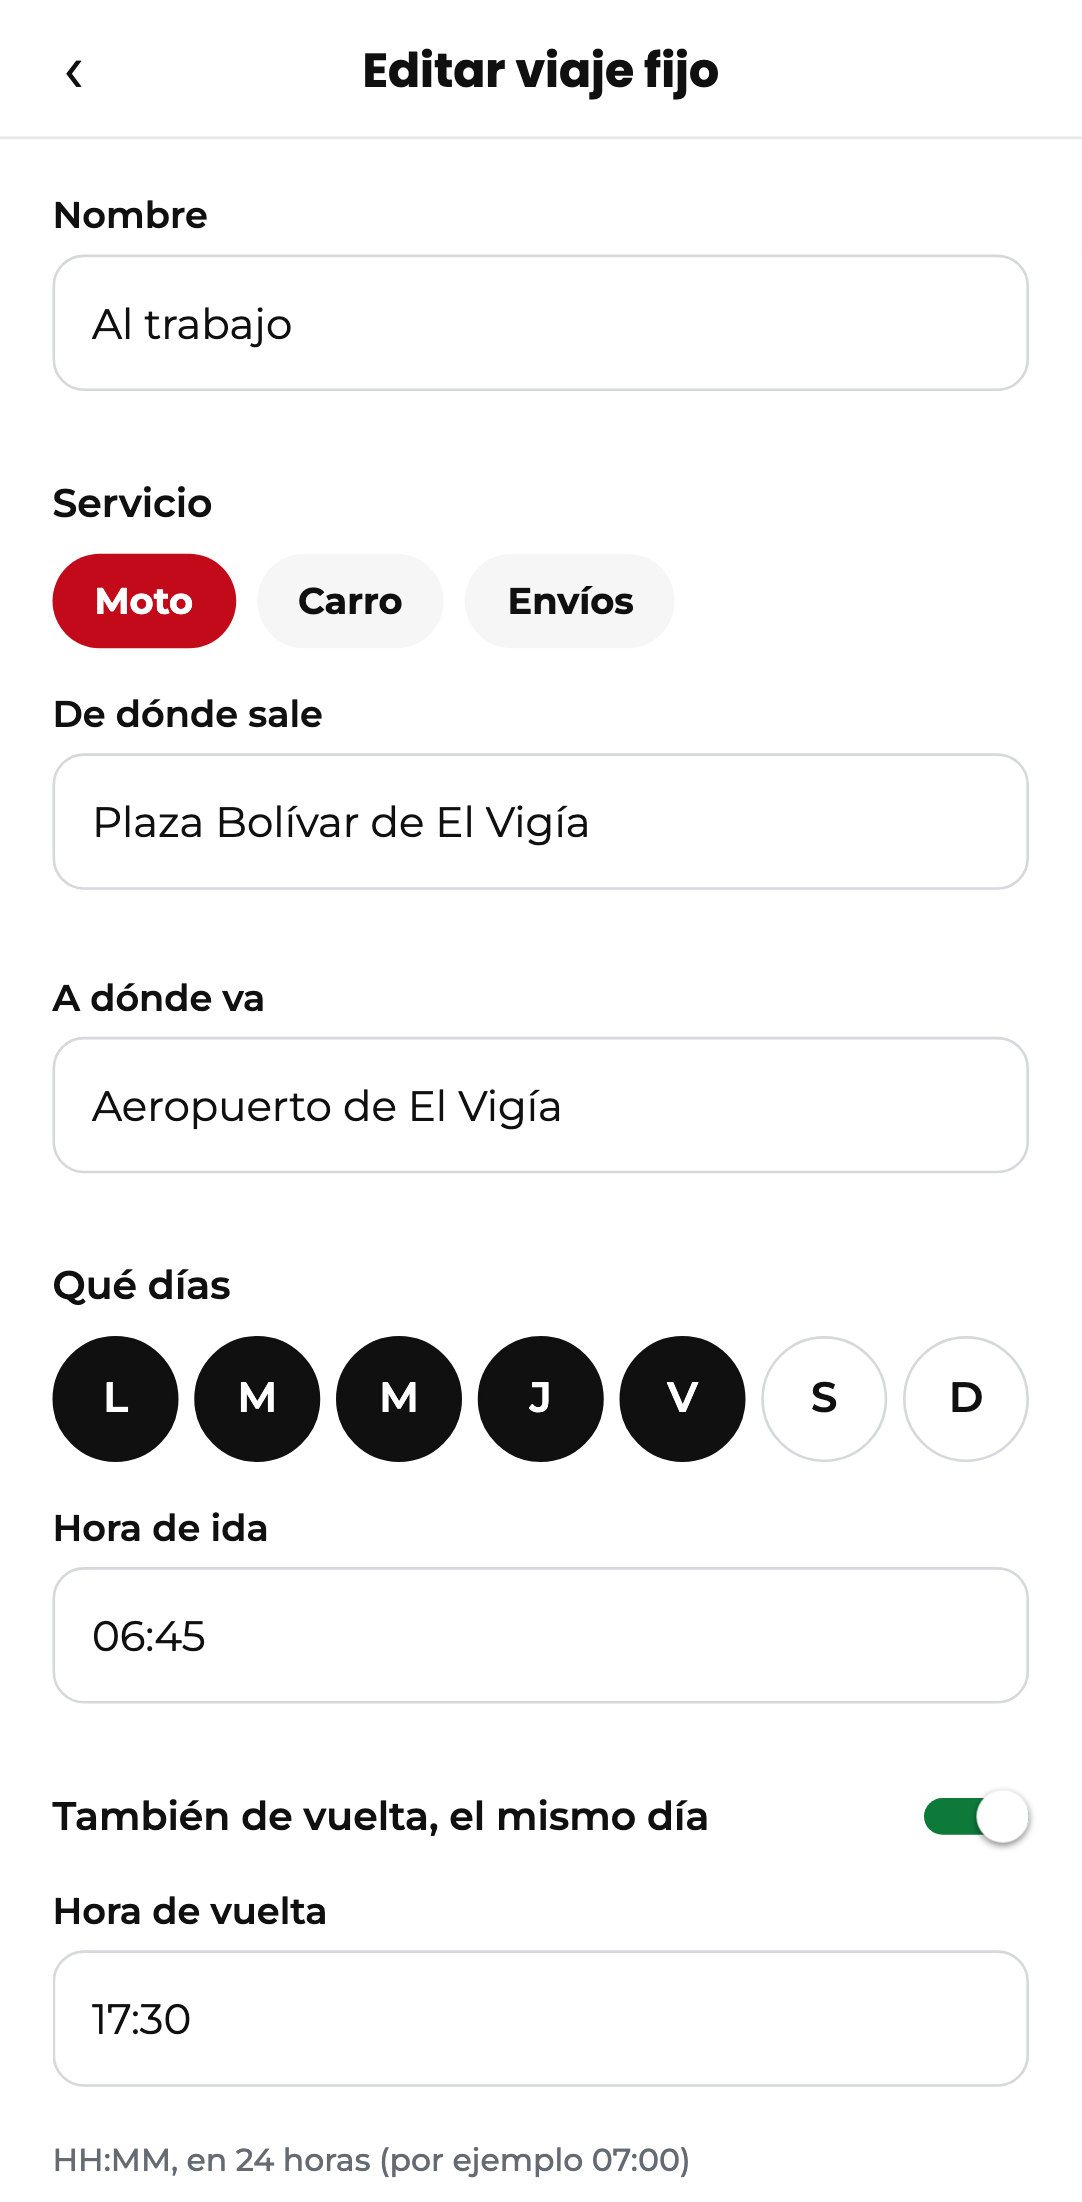 Editar viaje fijo
Nombre
Al trabajo
Servicio
Moto Carro Envíos
De dónde sale
Plaza Bolívar de El Vigía
A dónde va
Aeropuerto de El Vigía
Qué días
L M M J V S D
Hora de ida
06:45
También de vuelta, el mismo día
Hora de vuelta
17:30
HH:MM, en 24 horas (por ejemplo 07:00)